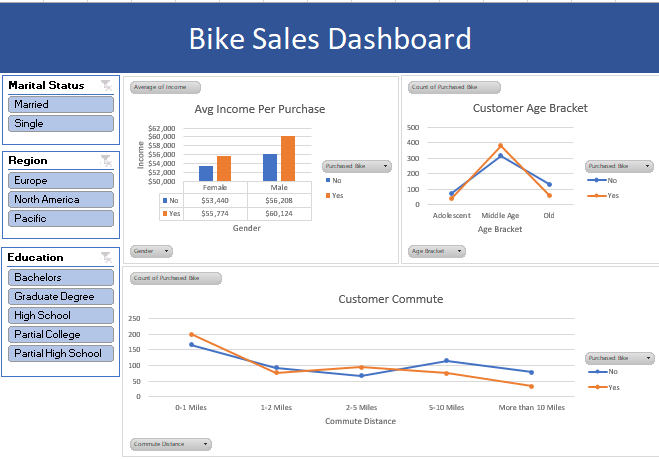 Bike Sales Dashboard
Marital Status
Married
Single
Region
Europe
North America
Pacific
Education
Bachelors
Graduate Degree
High School
Partial College
Partial High School
Average of Income
Avg Income Per Purchase
Income
$62,000
$60,000
$58,000
$56,000
$54,000
$52,000
$50,000
Female Male
No $53,440 $56,208
Yes $55,774 $60,124
Gender
Purchased Bike
No
Yes
Gender
Count of Purchased Bike
Customer Age Bracket
500
400
300
200
100
0
Adolescent Middle Age Old
Age Bracket
Purchased Bike
No
Yes
Age Bracket
Count of Purchased Bike
Customer Commute
250
200
150
100
50
0
0-1 Miles 1-2 Miles 2-5 Miles 5-10 Miles More than 10 Miles
Commute Distance
Purchased Bike
No
Yes
Commute Distance